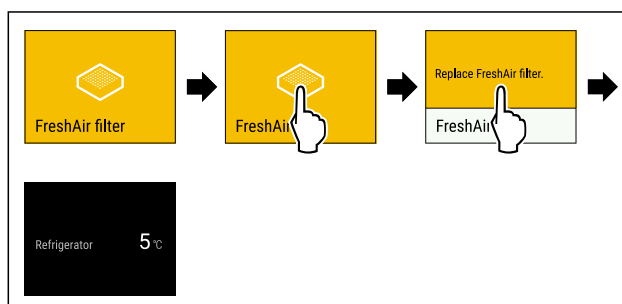 FreshAir filter
FreshAi
Replace FreshAir filter.
FreshAi
Refrigerator 5 °C